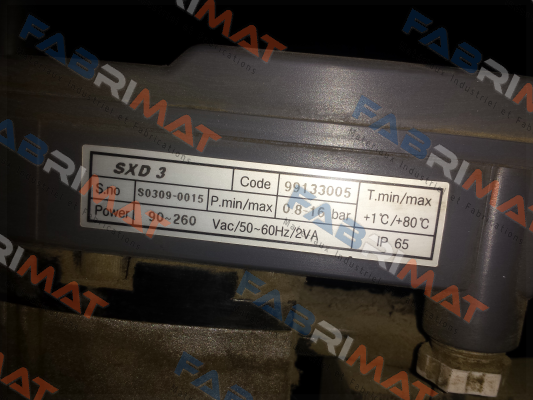 SXD 3
Code 99133005 T.min/max
S.no S0309-0015 P.min/max 0.8~16 bar +1°C/+80°C
Power 90~260 Vac/50~60Hz/2VA IP 65
FABRIMAT
FABRIMAT
FABRIMAT
FABRIMAT
FABRIMAT
FABRIMAT